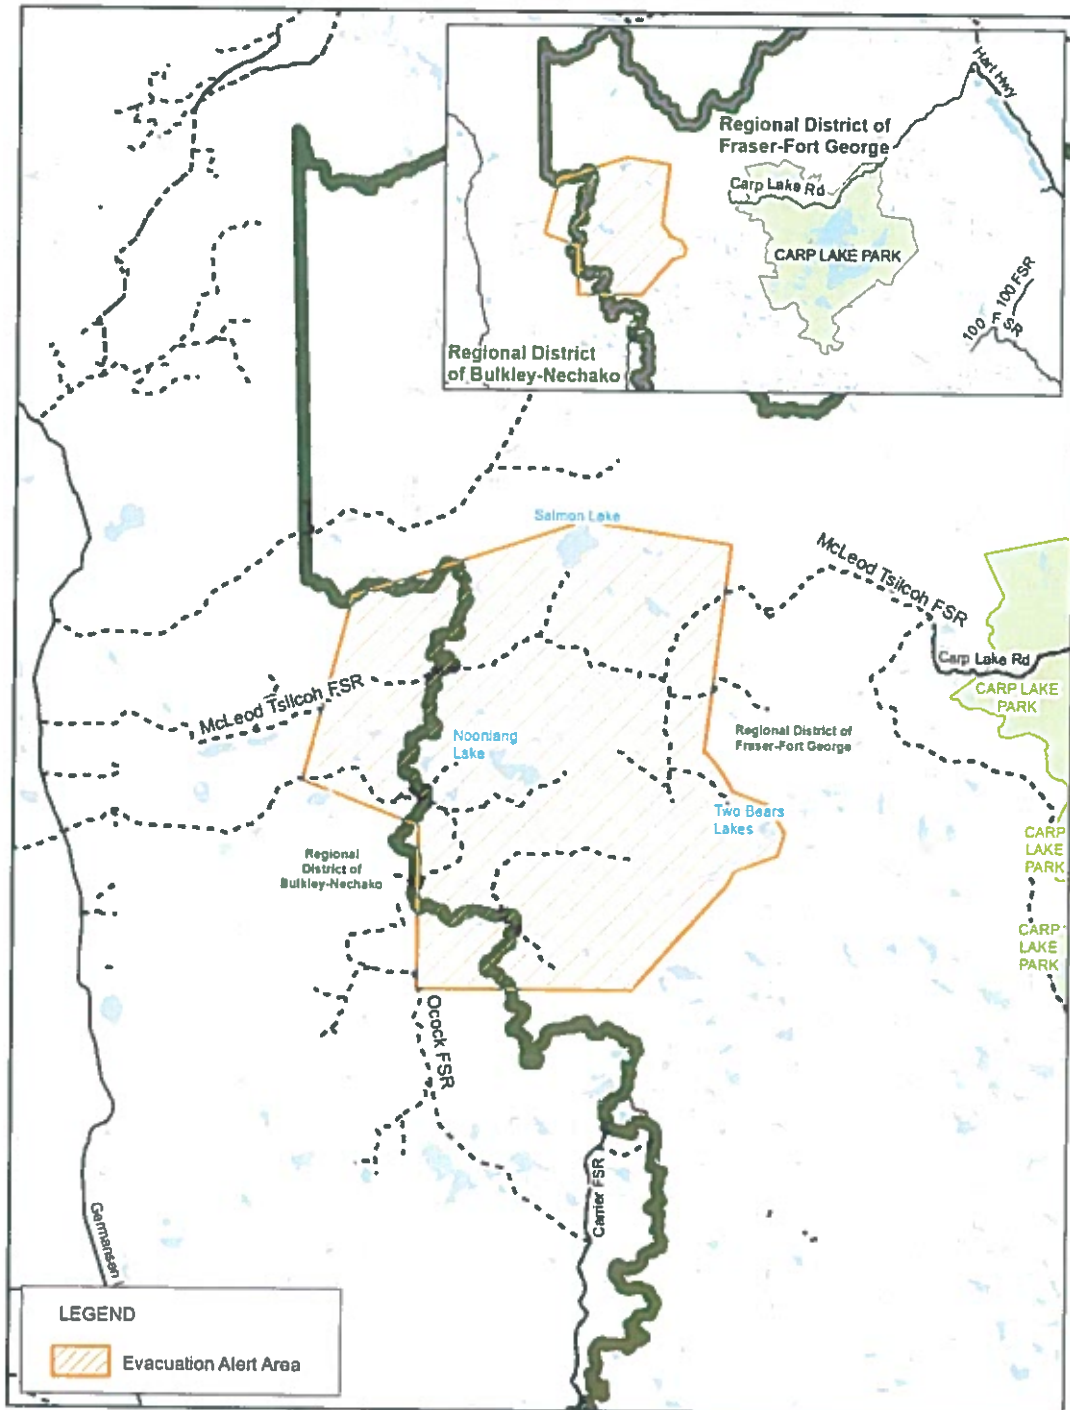 Hart Hwy
Regional District of
Fraser-Fort George
Carp Lake Rd
CARP LAKE PARK
100 FSR
100 F SR
Regional District
of Bulkley-Nechako
Salmon Lake
McLeod Tsilcoh FSR
Carp Lake Rd
CARP LAKE
PARK
McLeod Tsilcoh FSR
Regional District of
Fraser-Fort George
Noonlang
Lake
Two Bears
Lakes
CARP
LAKE
PARK
Regional
District of
Bulkley-Nechako
CARP
LAKE
PARK
Ocock FSR
Carrier FSR
Germansen
LEGEND
Evacuation Alert Area